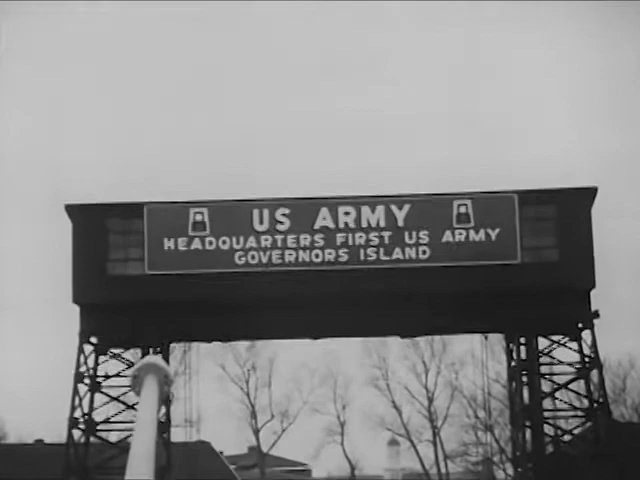 US ARMY
HEADQUARTERS FIRST US ARMY
GOVERNORS ISLAND